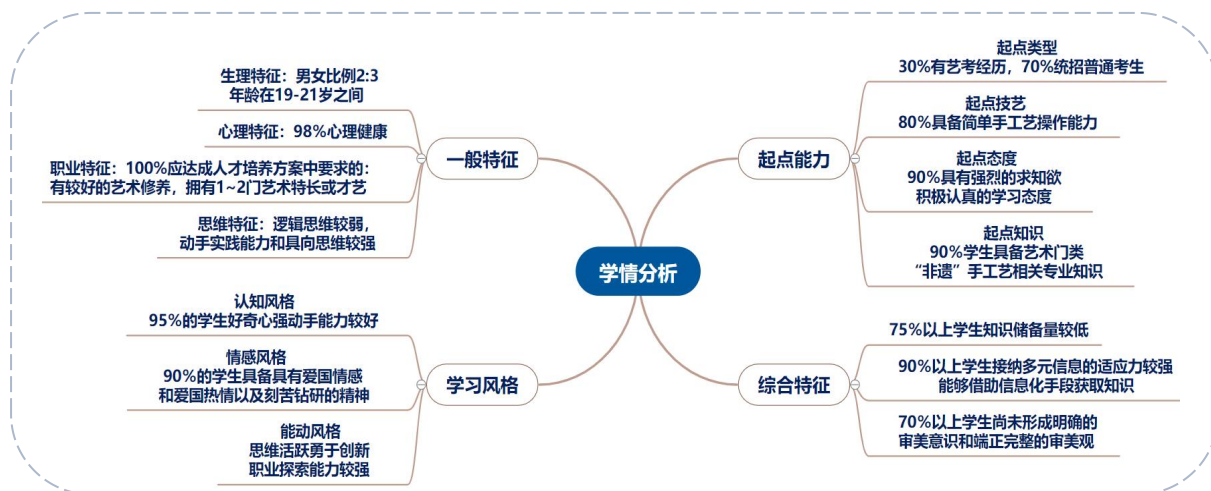 学情分析
一般特征
生理特征：男女比例2:3
年龄在19-21岁之间
心理特征：98%心理健康
职业特征：100%应达成人才培养方案中要求的：
有较好的艺术修养，拥有1~2门艺术特长或才艺
思维特征：逻辑思维较弱，
动手实践能力和具向思维较强
学习风格
认知风格
95%的学生好奇心强动手能力较好
情感风格
90%的学生具备具有爱国情感
和爱国热情以及刻苦钻研的精神
能动风格
思维活跃勇于创新
职业探索能力较强
起点能力
起点类型
30%有艺考经历，70%统招普通考生
起点技艺
80%具备简单手工艺操作能力
起点态度
90%具有强烈的求知欲
积极认真的学习态度
起点知识
90%学生具备艺术门类
“非遗”手工艺相关专业知识
综合特征
75%以上学生知识储备量较低
90%以上学生接纳多元信息的适应力较强
能够借助信息化手段获取知识
70%以上学生尚未形成明确的
审美意识和端正完整的审美观